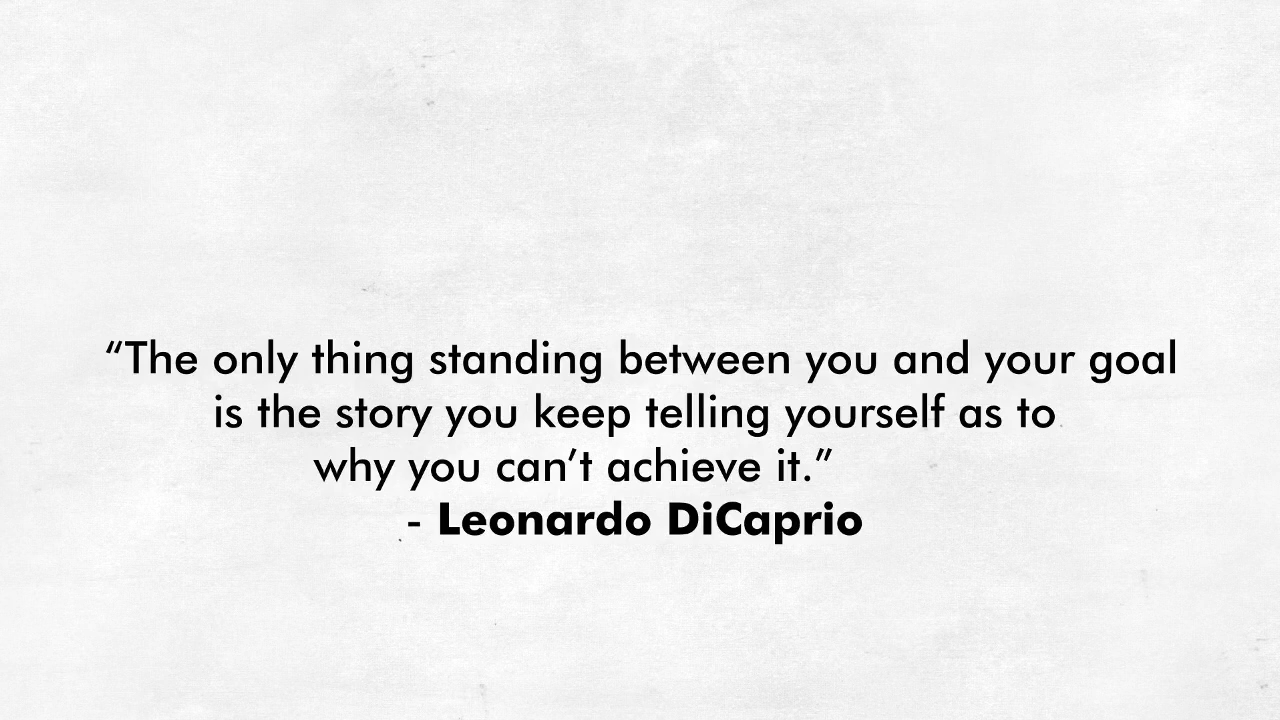 “The only thing standing between you and your goal
is the story you keep telling yourself as to
why you can’t achieve it.”
- Leonardo DiCaprio